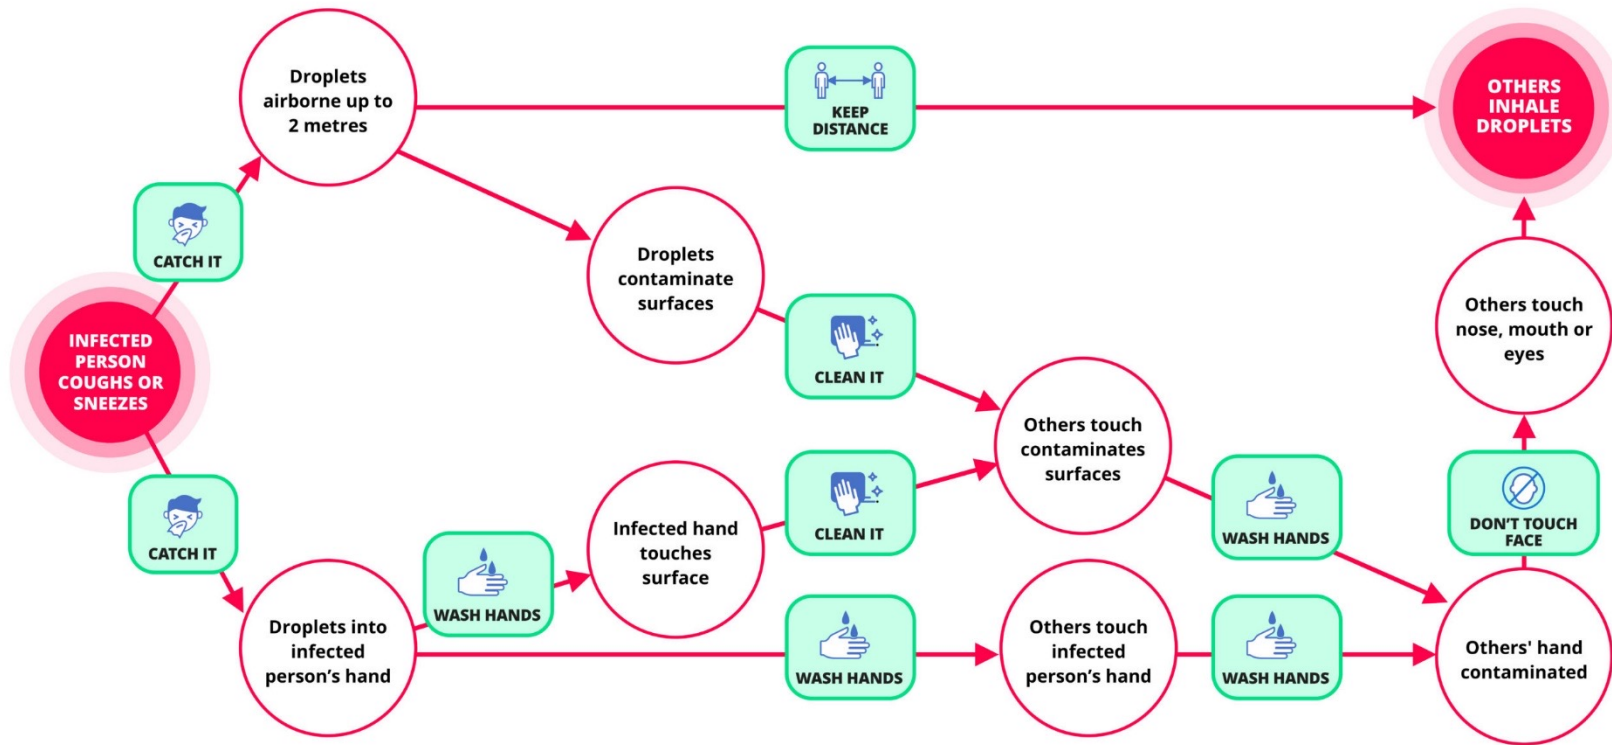 Droplets
airborne up to
2 metres
KEEP
DISTANCE
OTHERS
INHALE
DROPLETS
CATCH IT
Droplets
contaminate
surfaces
INFECTED
PERSON
COUGHS OR
SNEEZES
CLEAN IT
Others touch
nose, mouth or
eyes
Others touch
contaminates
surfaces
CATCH IT
Infected hand
touches
surface
CLEAN IT
WASH HANDS
DON'T TOUCH
FACE
WASH HANDS
Droplets into
infected
person’s hand
WASH HANDS
Others touch
infected
person’s hand
WASH HANDS
Others' hand
contaminated